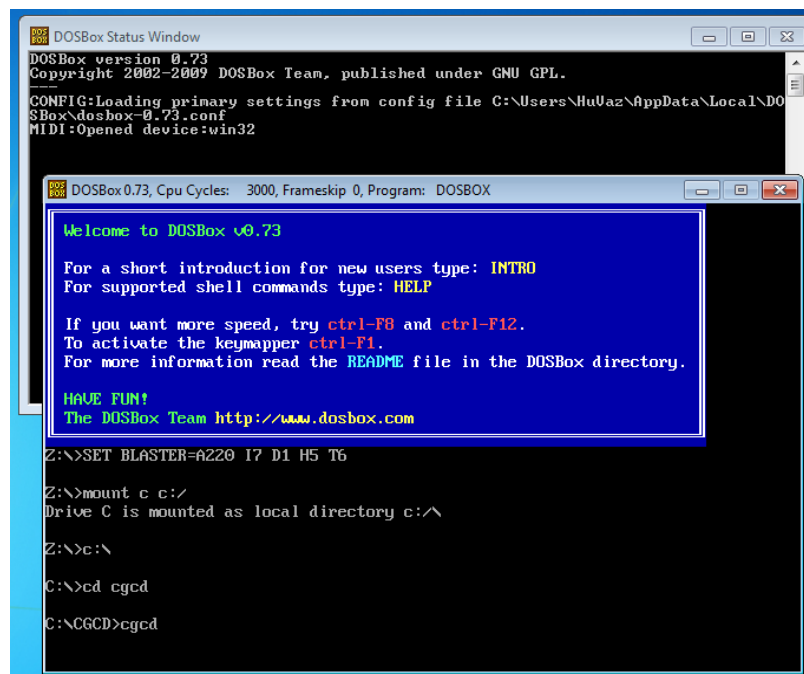 DOSBox Status Window
DOSBox version 0.73
Copyright 2002-2009 DOSBox Team, published under GNU GPL.
---
CONFIG:Loading primary settings from config file C:\Users\HuVaz\AppData\Local\DO
SBox\dosbox-0.73.conf
MIDI:Opened device:win32
DOSBox 0.73, Cpu Cycles: 3000, Frameskip 0, Program: DOSBOX
Welcome to DOSBox v0.73
For a short introduction for new users type: INTRO
For supported shell commands type: HELP
If you want more speed, try ctrl-F8 and ctrl-F12.
To activate the keymapper ctrl-F1.
For more information read the README file in the DOSBox directory.
HAVE FUN!
The DOSBox Team http://www.dosbox.com
Z:\>SET BLASTER=A220 I7 D1 H5 T6
Z:\>mount c c:/
Drive C is mounted as local directory c:/\
Z:\>c:\
C:\>cd cgcd
C:\CGCD>cgcd